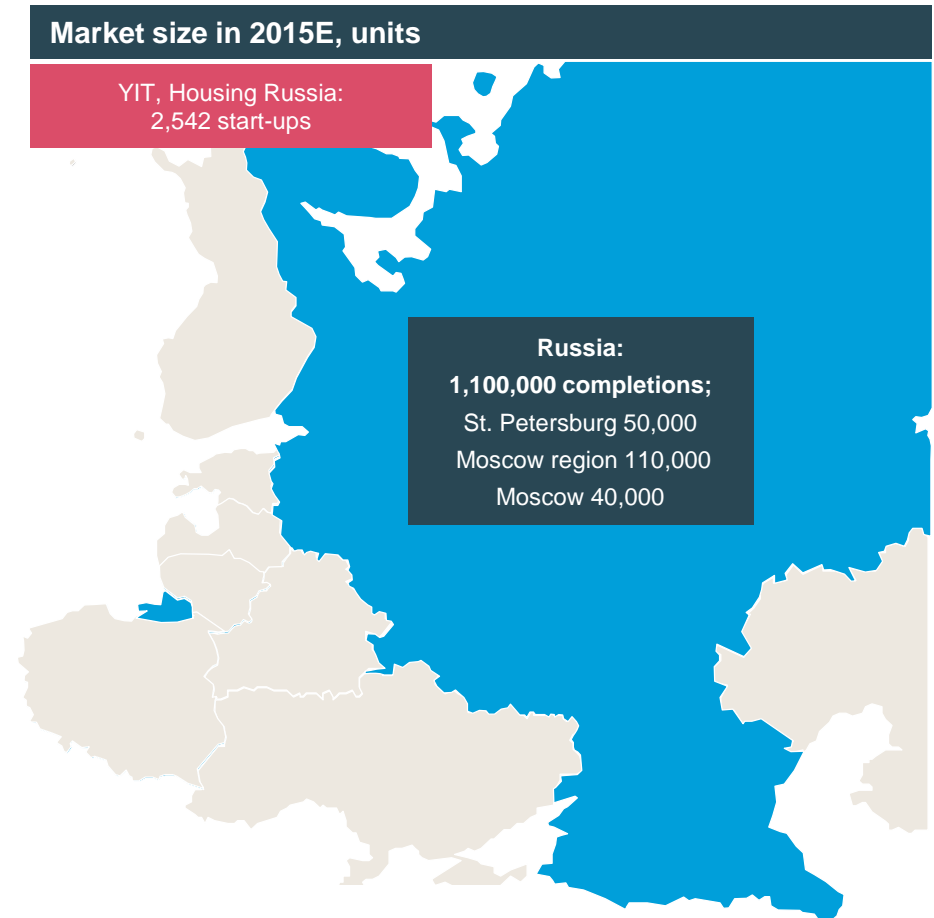 Market size in 2015E, units
YIT, Housing Russia:
2,542 start-ups
Russia:
1,100,000 completions;
St. Petersburg 50,000
Moscow region 110,000
Moscow 40,000